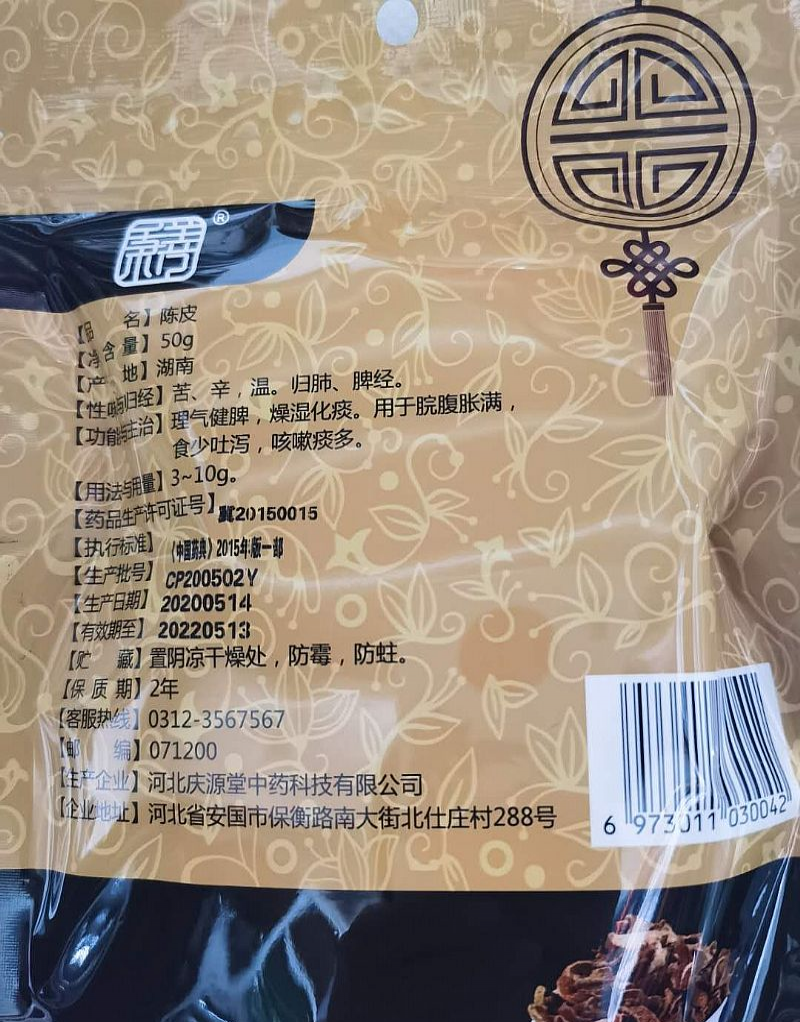 ®
【品 名】陈皮
【净含量】50g
【产 地】湖南
【性味与归经】苦、辛，温。归肺、脾经。
【功能与主治】理气健脾，燥湿化痰。用于脘腹胀满，
食少吐泻，咳嗽痰多。
【用法与用量】3~10g。
【药品生产许可证号】冀20150015
【执行标准】《中国药典》2015年版一部
【生产批号】CP200502Y
【生产日期】20200514
【有效期至】20220513
【贮 藏】置阴凉干燥处，防霉，防蛀。
【保 质 期】2年
【客服热线】0312-3567567
【邮 编】071200
【生产企业】河北庆源堂中药科技有限公司
【企业地址】河北省安国市保衡路南大街北仕庄村288号
6 973011 030042